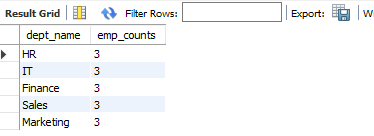 Result Grid Filter Rows: Export:
dept_name emp_counts
HR 3
IT 3
Finance 3
Sales 3
Marketing 3